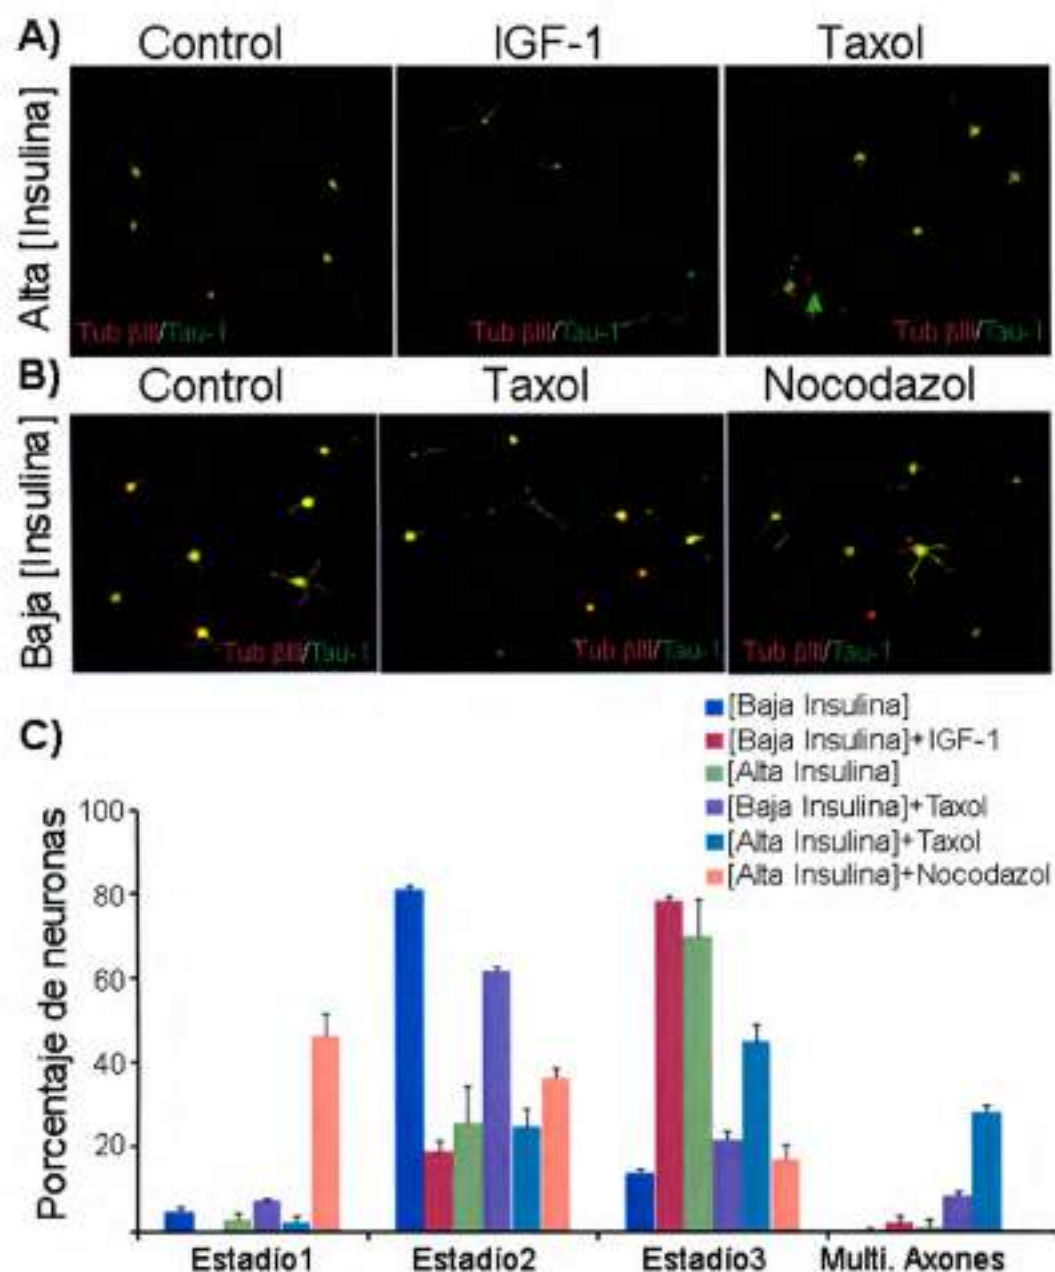 A)
Control IGF-1 Taxol
Alta [Insulina]
Tub βIII/Tau-1 Tub βIII/Tau-1 Tub βIII/Tau-1
B)
Control Taxol Nocodazol
Baja [Insulina]
Tub βIII/Tau-1 Tub βIII/Tau-1 Tub βIII/Tau-1
C)
[Baja Insulina]
[Baja Insulina]+IGF-1
[Alta Insulina]
[Baja Insulina]+Taxol
[Alta Insulina]+Taxol
[Alta Insulina]+Nocodazol
Porcentaje de neuronas
100
80
60
40
20
Estadio1 Estadio2 Estadio3 Multi. Axones